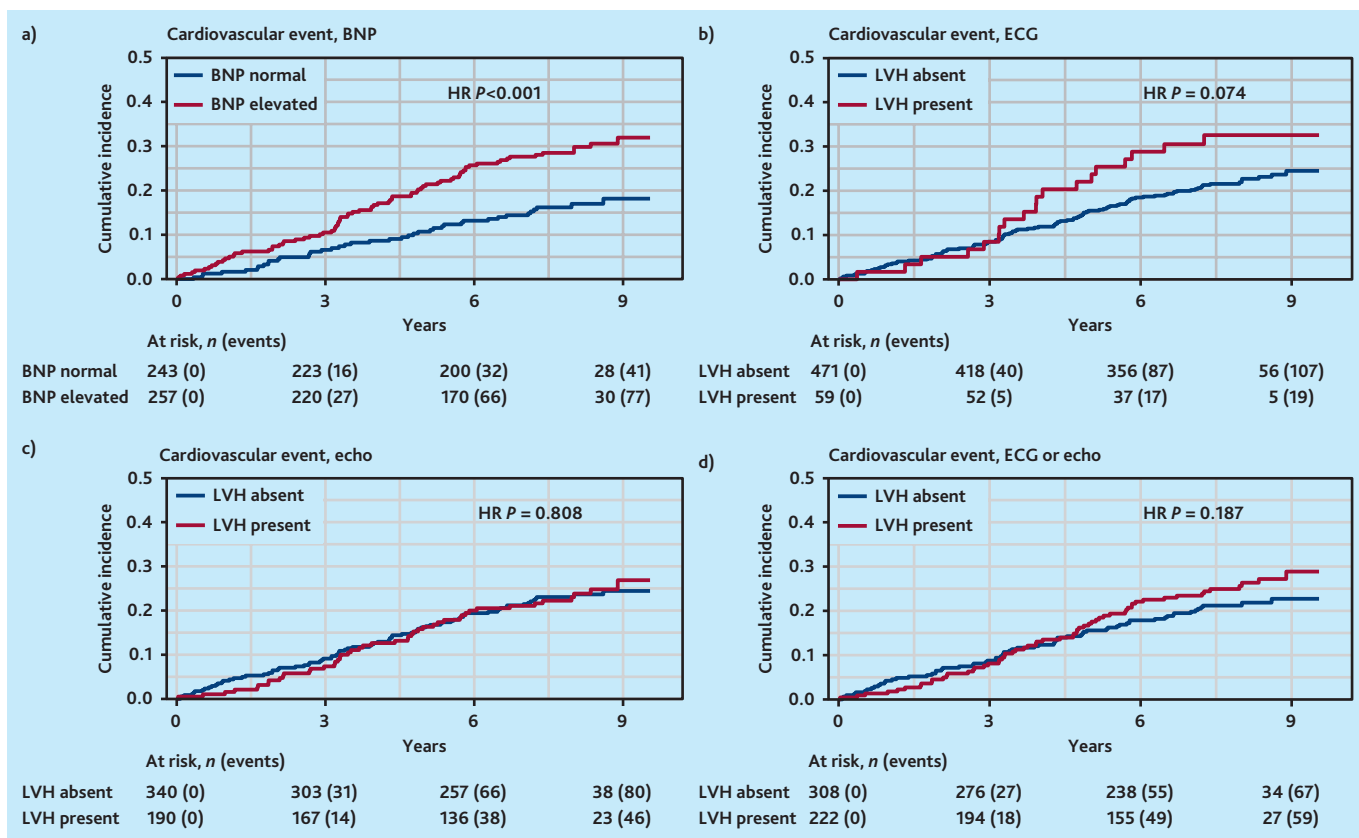 a)
Cardiovascular event, BNP
0.5
0.4
0.3
0.2
0.1
0.0
Cumulative incidence
BNP normal
BNP elevated
HR P<0.001
0 3 6 9
Years
At risk, n (events)
BNP normal 243 (0) 223 (16) 200 (32) 28 (41)
BNP elevated 257 (0) 220 (27) 170 (66) 30 (77)
b)
Cardiovascular event, ECG
0.5
0.4
0.3
0.2
0.1
0.0
Cumulative incidence
LVH absent
LVH present
HR P = 0.074
0 3 6 9
Years
At risk, n (events)
LVH absent 471 (0) 418 (40) 356 (87) 56 (107)
LVH present 59 (0) 52 (5) 37 (17) 5 (19)
c)
Cardiovascular event, echo
0.5
0.4
0.3
0.2
0.1
0.0
Cumulative incidence
LVH absent
LVH present
HR P = 0.808
0 3 6 9
Years
At risk, n (events)
LVH absent 340 (0) 303 (31) 257 (66) 38 (80)
LVH present 190 (0) 167 (14) 136 (38) 23 (46)
d)
Cardiovascular event, ECG or echo
0.5
0.4
0.3
0.2
0.1
0.0
Cumulative incidence
LVH absent
LVH present
HR P = 0.187
0 3 6 9
Years
At risk, n (events)
LVH absent 308 (0) 276 (27) 238 (55) 34 (67)
LVH present 222 (0) 194 (18) 155 (49) 27 (59)